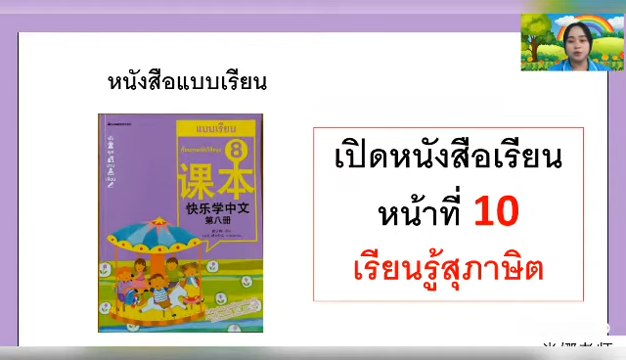 หนังสือแบบเรียน
แบบเรียน
8
课本
快乐学中文
第八册
เปิดหนังสือเรียน
หน้าที่ 10
เรียนรู้สุภาษิต